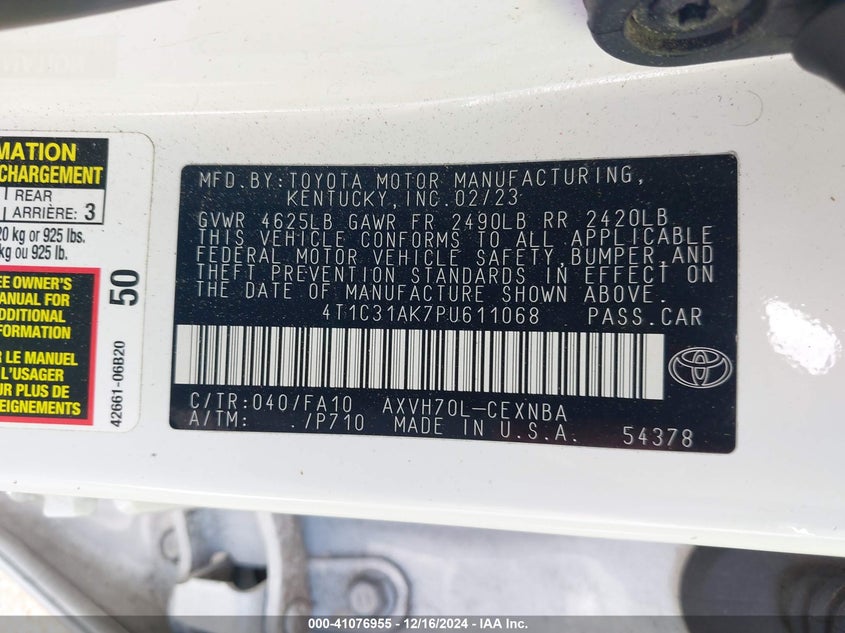 MATION
CHARGEMENT
REAR
ARRIÈRE: 3
20 kg or 925 lbs.
kg ou 925 lb.
EE OWNER'S
MANUAL FOR
ADDITIONAL
INFORMATION
R LE MANUEL
L'USAGER
UR PLUS DE
EIGNEMENTS
50
42661-06B20
MFD.BY:TOYOTA MOTOR MANUFACTURING,
KENTUCKY,INC.02/23
GVWR 4625LB GAWR FR 2490LB RR 2420LB
THIS VEHICLE CONFORMS TO ALL APPLICABLE
FEDERAL MOTOR VEHICLE SAFETY,BUMPER,AND
THEFT PREVENTION STANDARDS IN EFFECT ON
THE DATE OF MANUFACTURE SHOWN ABOVE.
4T1C31AK7PU611068 PASS.CAR
C/TR:040/FA10 AXVH70L-CEXNBA
A/TM: ./P710 MADE IN U.S.A. 54378
000-41076955 - 12/16/2024 - IAA Inc.